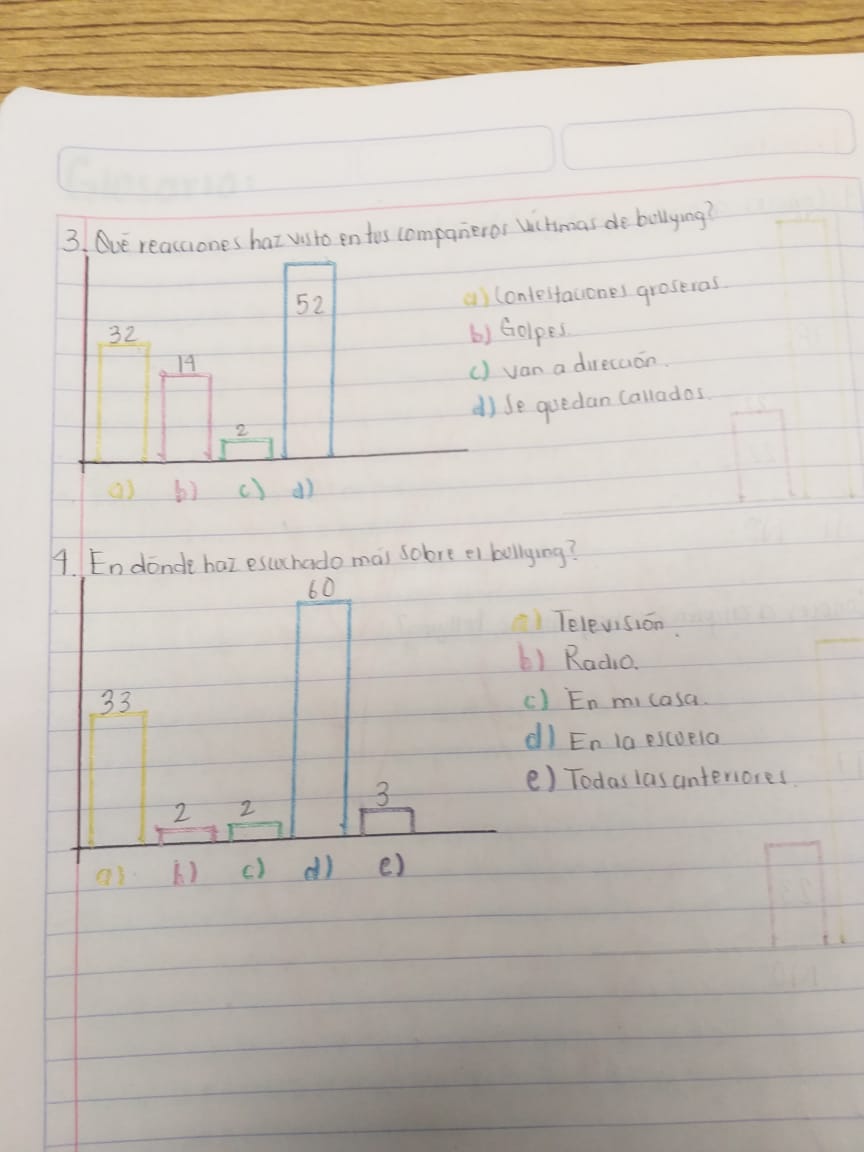 3. Qué reacciones haz visto en tus compañeros víctimas de bullying?
52
32
14
2
a) Contestaciones groseras.
b) Golpes
c) van a dirección.
d) Se quedan callados.
a) b) c) d)
4. En dónde haz escuchado más sobre el bullying?
60
33
2
2
3
a) Televisión.
b) Radio.
c) En mi casa.
d) En la escuela
e) Todas las anteriores.
a) b) c) d) e)